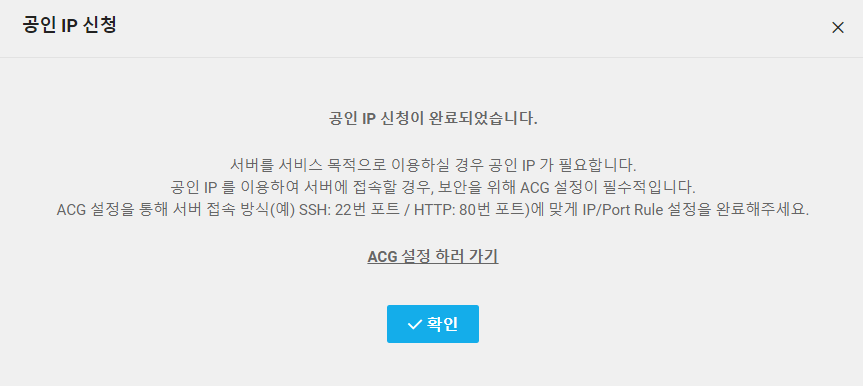 공인 IP 신청
공인 IP 신청이 완료되었습니다.
서버를 서비스 목적으로 이용하실 경우 공인 IP 가 필요합니다.
공인 IP 를 이용하여 서버에 접속할 경우, 보안을 위해 ACG 설정이 필수적입니다.
ACG 설정을 통해 서버 접속 방식(예) SSH: 22번 포트 / HTTP: 80번 포트)에 맞게 IP/Port Rule 설정을 완료해주세요.
ACG 설정 하러 가기
확인